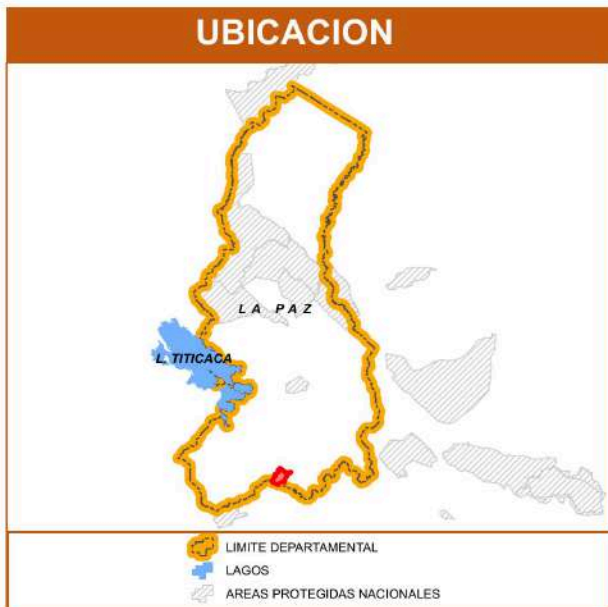 UBICACION
LA PAZ
L. TITICACA
LIMITE DEPARTAMENTAL
LAGOS
AREAS PROTEGIDAS NACIONALES